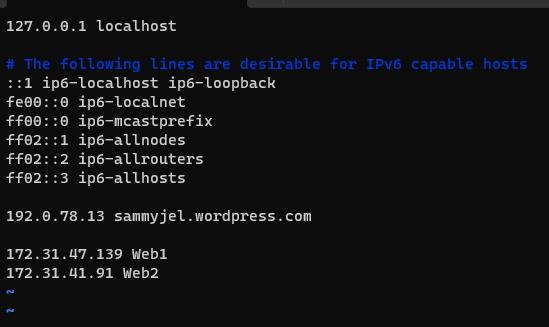 127.0.0.1 localhost
# The following lines are desirable for IPv6 capable hosts
::1 ip6-localhost ip6-loopback
fe00::0 ip6-localnet
ff00::0 ip6-mcastprefix
ff02::1 ip6-allnodes
ff02::2 ip6-allrouters
ff02::3 ip6-allhosts
192.0.78.13 sammyjel.wordpress.com
172.31.47.139 Web1
172.31.41.91 Web2
~
~